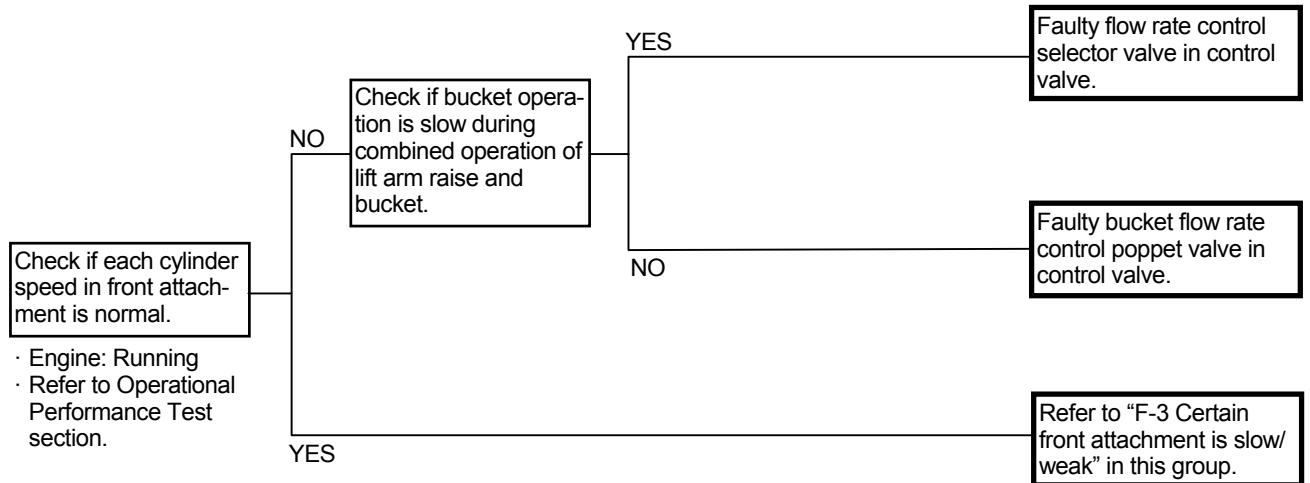 Check if each cylinder
speed in front attach-
ment is normal.
· Engine: Running
· Refer to Operational
Performance Test
section.
NO
Check if bucket opera-
tion is slow during
combined operation of
lift arm raise and
bucket.
YES
Faulty flow rate control
selector valve in control
valve.
NO
Faulty bucket flow rate
control poppet valve in
control valve.
YES
Refer to “F-3 Certain
front attachment is slow/
weak” in this group.